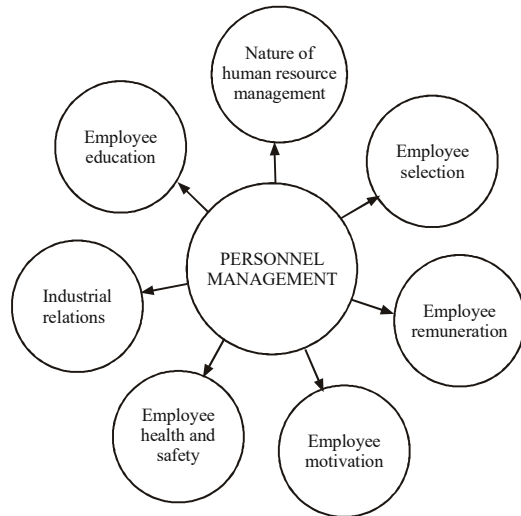 Nature of
human resource
management
Employee
selection
Employee
remuneration
Employee
motivation
Employee
health and
safety
Industrial
relations
Employee
education
PERSONNEL
MANAGEMENT